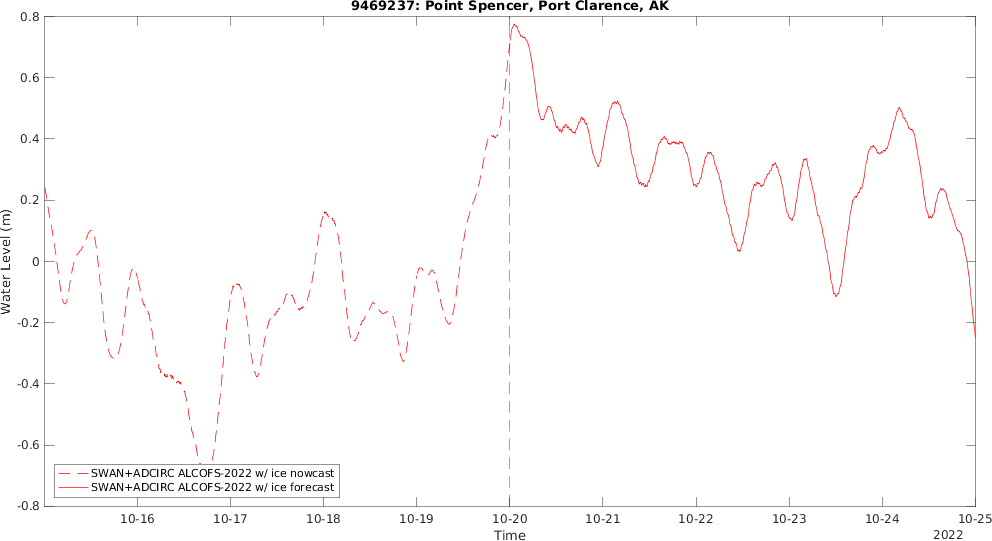 9469237: Point Spencer, Port Clarence, AK
0.8
0.6
0.4
0.2
0
-0.2
-0.4
-0.6
-0.8
Water Level (m)
SWAN+ADCIRC ALCOFS-2022 w/ ice nowcast
SWAN+ADCIRC ALCOFS-2022 w/ ice forecast
10-16 10-17 10-18 10-19 10-20 10-21 10-22 10-23 10-24 10-25
Time
2022